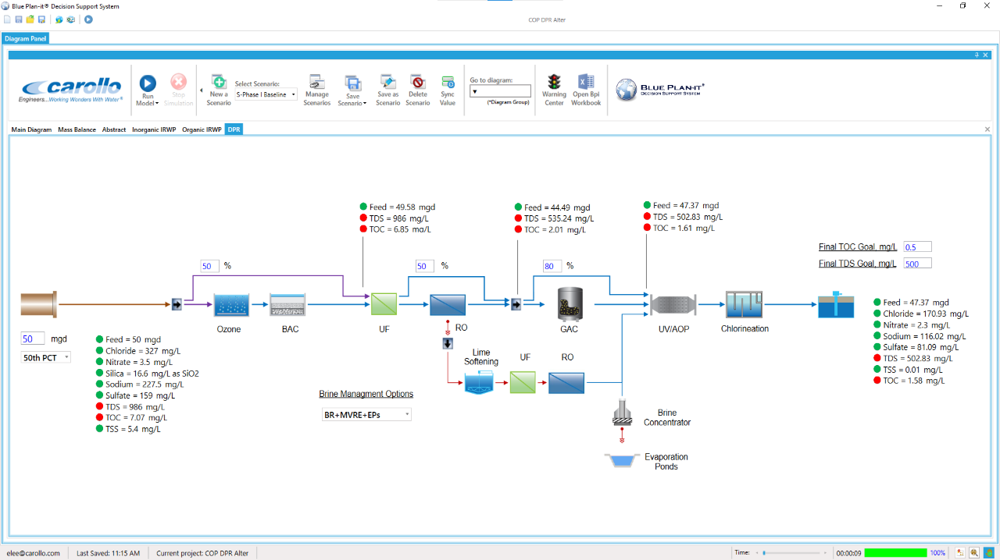 Blue Plan-it® Decision Support System
COP DPR Alter
Diagram Panel
carollo
Engineers...Working Wonders With Water®
Run
Model
Stop
Simulation
New a
Scenario
Select Scenario:
S-Phase I Baseline
Manage
Scenarios
Save
Scenario
Save as
Scenario
Delete
Scenario
Sync
Value
Go to diagram:
(*Diagram Group)
Warning
Center
Open Bpi
Workbook
BLUE PLAN-IT®
DECISION SUPPORT SYSTEM
Main Diagram Mass Balance Abstract Inorganic IRWP Organic IRWP DPR
Feed = 49.58 mgd
TDS = 986 mg/L
TOC = 6.85 mg/L
Feed = 44.49 mgd
TDS = 535.24 mg/L
TOC = 2.01 mg/L
Feed = 47.37 mgd
TDS = 502.83 mg/L
TOC = 1.61 mg/L
Final TOC Goal, mg/L 0.5
Final TDS Goal, mg/L 500
50 %
50 %
80 %
Ozone
BAC
UF
RO
GAC
UV/AOP
Chlorineation
50 mgd
50th PCT
Feed = 50 mgd
Chloride = 327 mg/L
Nitrate = 3.5 mg/L
Silica = 16.6 mg/L as SiO2
Sodium = 227.5 mg/L
Sulfate = 159 mg/L
TDS = 986 mg/L
TOC = 7.07 mg/L
TSS = 5.4 mg/L
Feed = 47.37 mgd
Chloride = 170.93 mg/L
Nitrate = 2.3 mg/L
Sodium = 116.02 mg/L
Sulfate = 81.09 mg/L
TDS = 502.83 mg/L
TSS = 0.01 mg/L
TOC = 1.58 mg/L
Lime
Softening
UF
RO
Brine Managment Options
BR+MVRE+EPs
Brine
Concentrator
Evaporation
Ponds
elee@carollo.com Last Saved: 11:15 AM Current project: COP DPR Alter Time: 00:00:09 100%